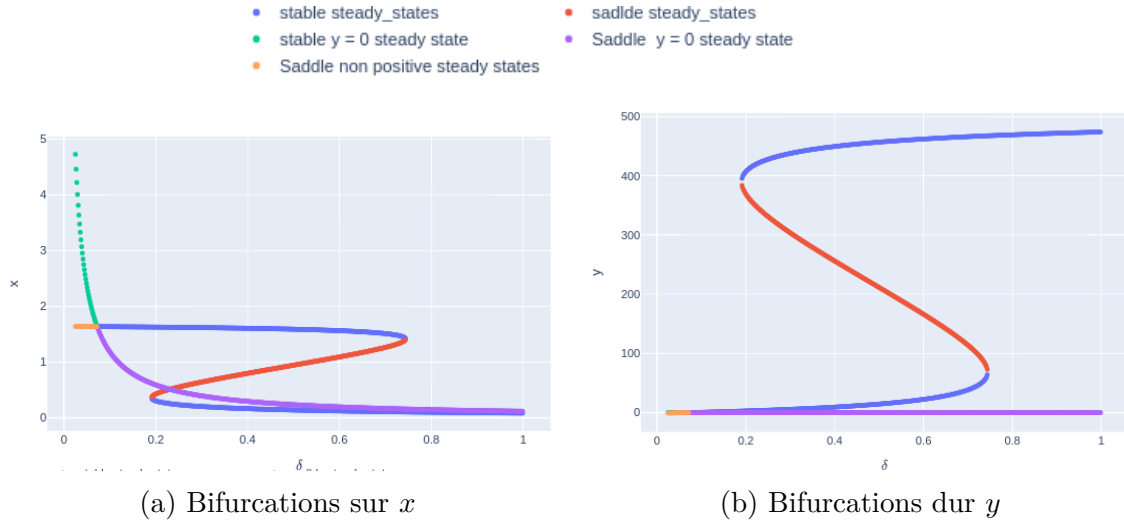 stable steady_states
sadlde steady_states
stable y = 0 steady state
Saddle y = 0 steady state
Saddle non positive steady states
5
4
3
2
1
0
x
0
0.2
0.4
0.6
0.8
1
δ
500
400
300
200
100
0
y
0
0.2
0.4
0.6
0.8
1
δ
(a) Bifurcations sur x
(b) Bifurcations dur y